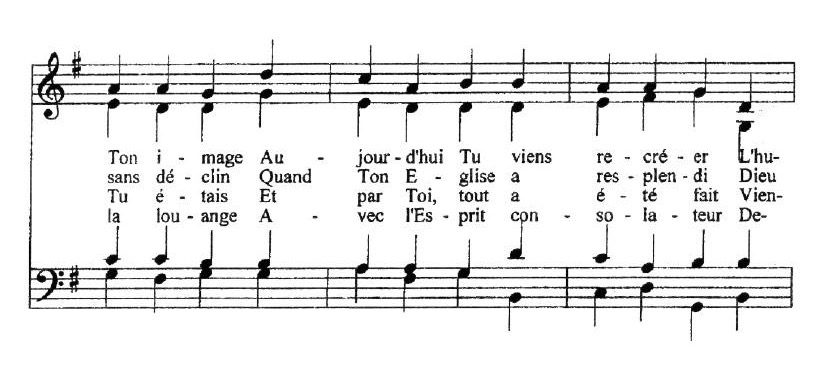 Ton i - mage Au - jour - d'hui Tu viens re - cré - er L'hu-
sans dé - clin Quand Ton E - glise a res - plen - di Dieu
Tu é - tais Et par Toi, tout a é - té fait Vien-
la lou - ange A - vec l'Es - prit con - so - la - teur De-